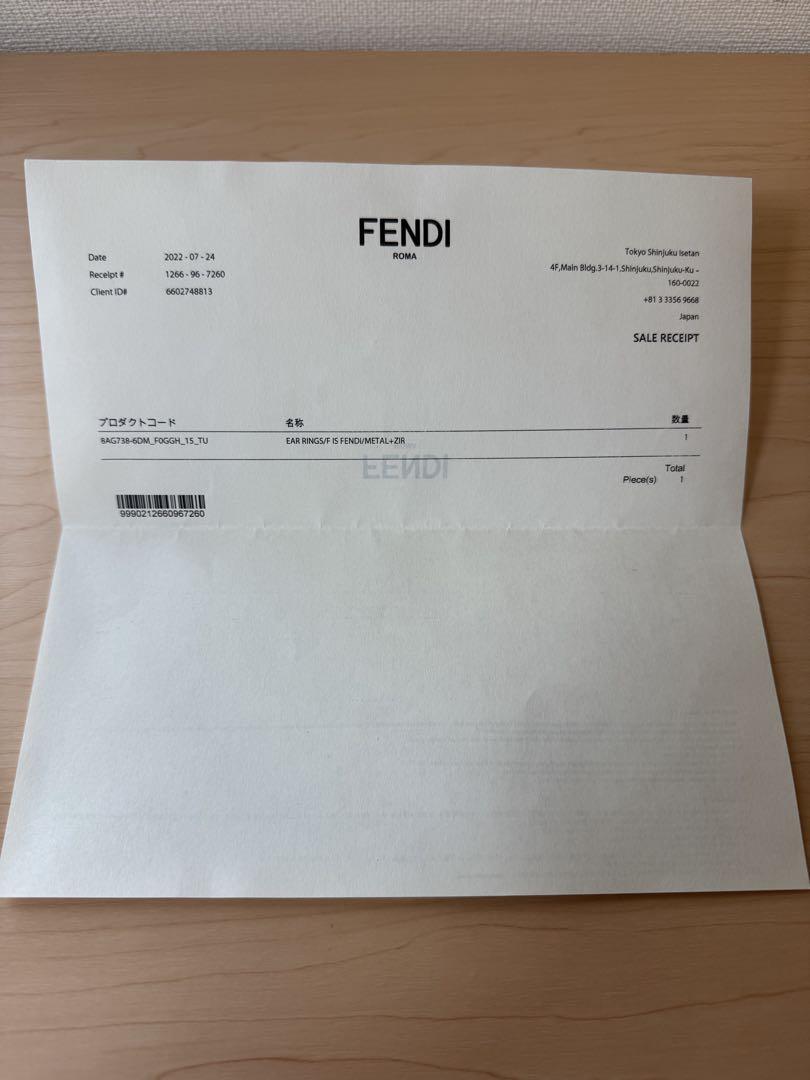 FENDI
ROMA
Date 2022 - 07 - 24
Receipt # 1266 - 96 - 7260
Client ID# 6602748813
Tokyo Shinjuku Isetan
4F,Main Bldg.3-14-1,Shinjuku,Shinjuku-Ku –
160-0022
+81 3 3356 9668
Japan
SALE RECEIPT
プロダクトコード 名称 数量
8AG738-6DM_F0GGH_15_TU EAR RINGS/F IS FENDI/METAL+ZIR 1
FENDI
Total
Piece(s) 1
9990212660967260